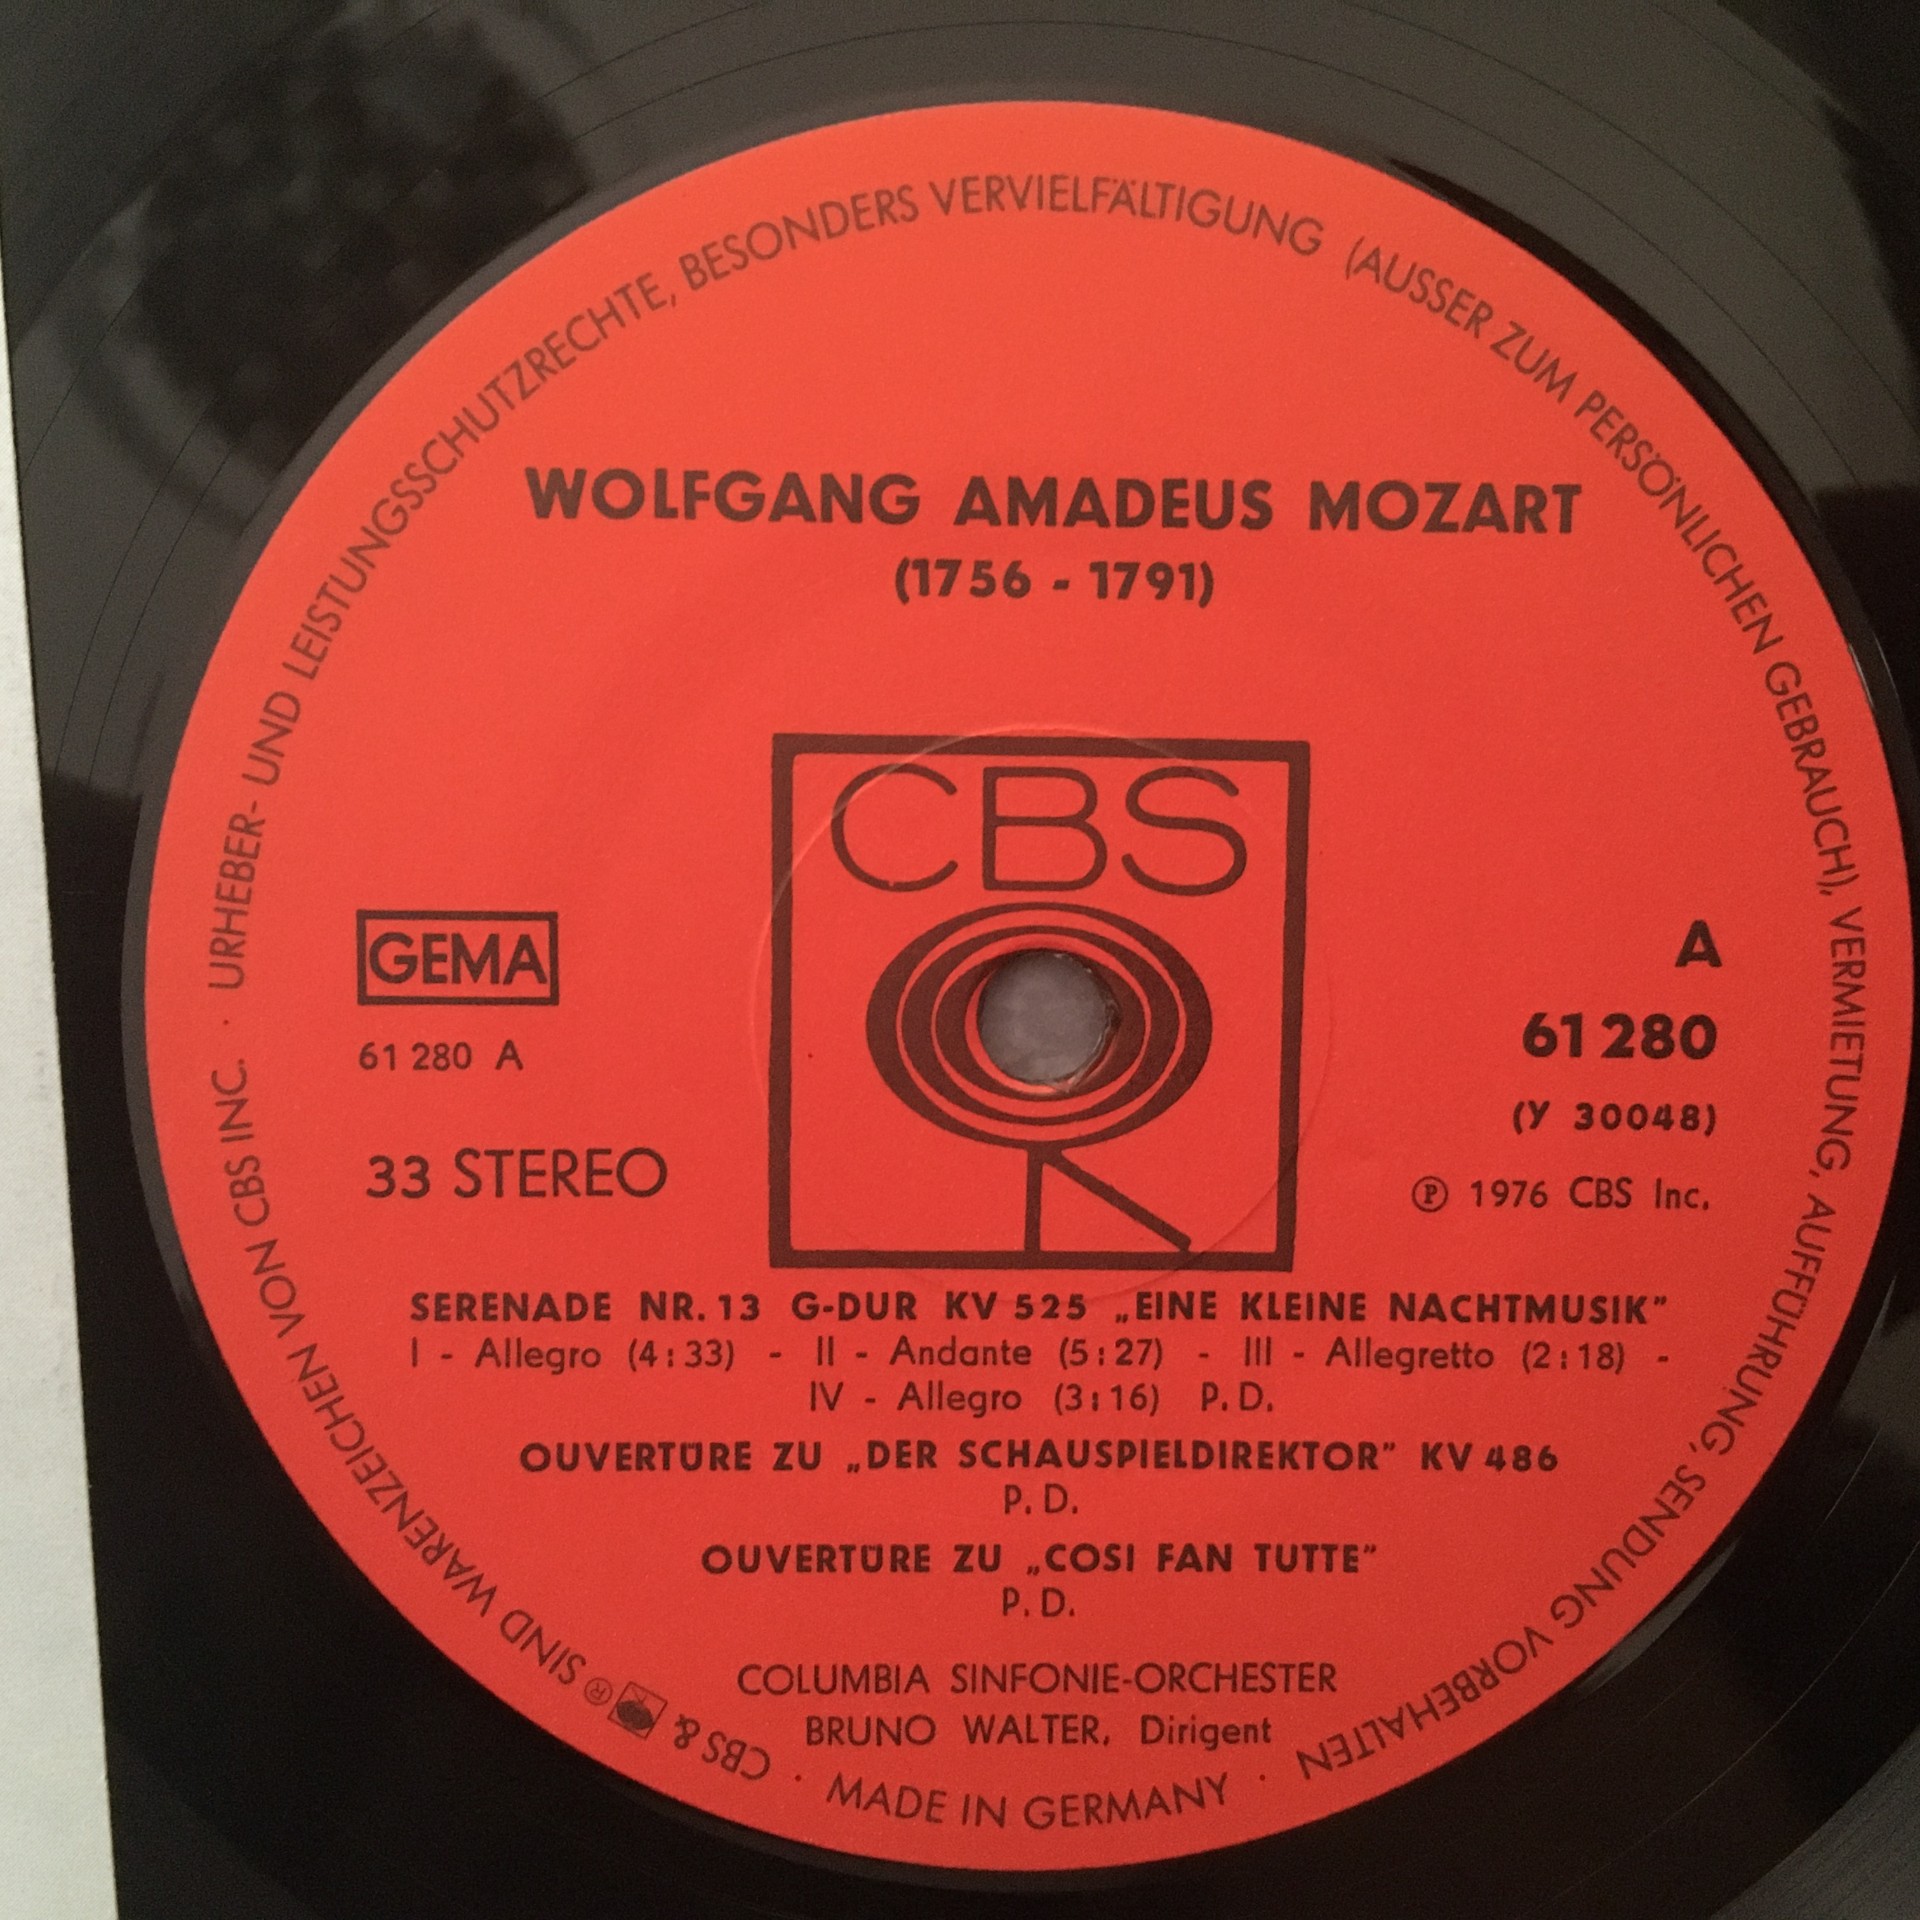 WOLFGANG AMADEUS MOZART
(1756 - 1791)
CBS
GEMA
61 280 A
33 STEREO
A
61 280
(Y 30048)
℗ 1976 CBS Inc.
SERENADE NR. 13 G-DUR KV 525 „EINE KLEINE NACHTMUSIK”
I - Allegro (4:33) - II - Andante (5:27) - III - Allegretto (2:18) -
IV - Allegro (3:16) P.D.
OUVERTÜRE ZU „DER SCHAUSPIELDIREKTOR” KV 486
P.D.
OUVERTÜRE ZU „COSI FAN TUTTE”
P.D.
COLUMBIA SINFONIE-ORCHESTER
BRUNO WALTER, Dirigent
URHEBER- UND LEISTUNGSSCHUTZRECHTE, BESONDERS VERVIELFÄLTIGUNG (AUSSER ZUM PERSÖNLICHEN GEBRAUCH), VERMIETUNG, AUFFÜHRUNG, SENDUNG VORBEHALTEN · MADE IN GERMANY · CBS & ® SIND WARENZEICHEN VON CBS INC. ·